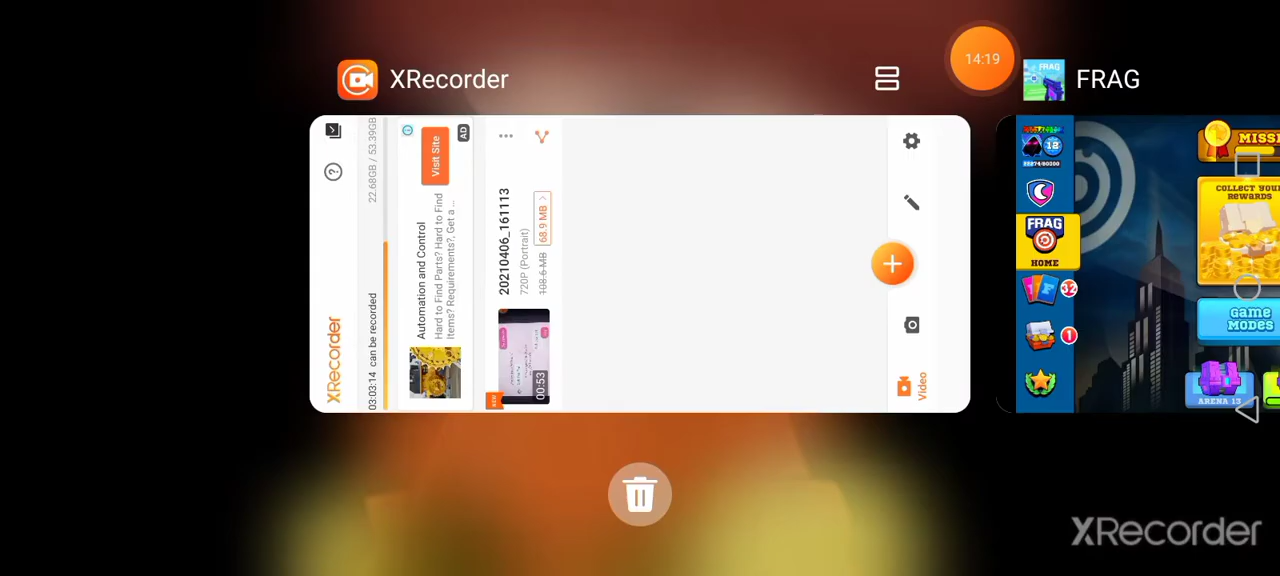 XRecorder
14:19
FRAG
XRecorder
03:03:14 can be recorded
22.68GB / 53.39GB
Automation and Control
Hard to Find Parts? Hard to Find
Items? Requirements?, Get a ...
Visit Site
AD
20210406_161113
720P (Portrait)
108.6 MB
68.9 MB
NEW
00:53
Video
FRAG
12
FRAG
HOME
32
1
MISSI
COLLECT YOUR
REWARDS
GAME
MODES
ARENA 13
XRecorder